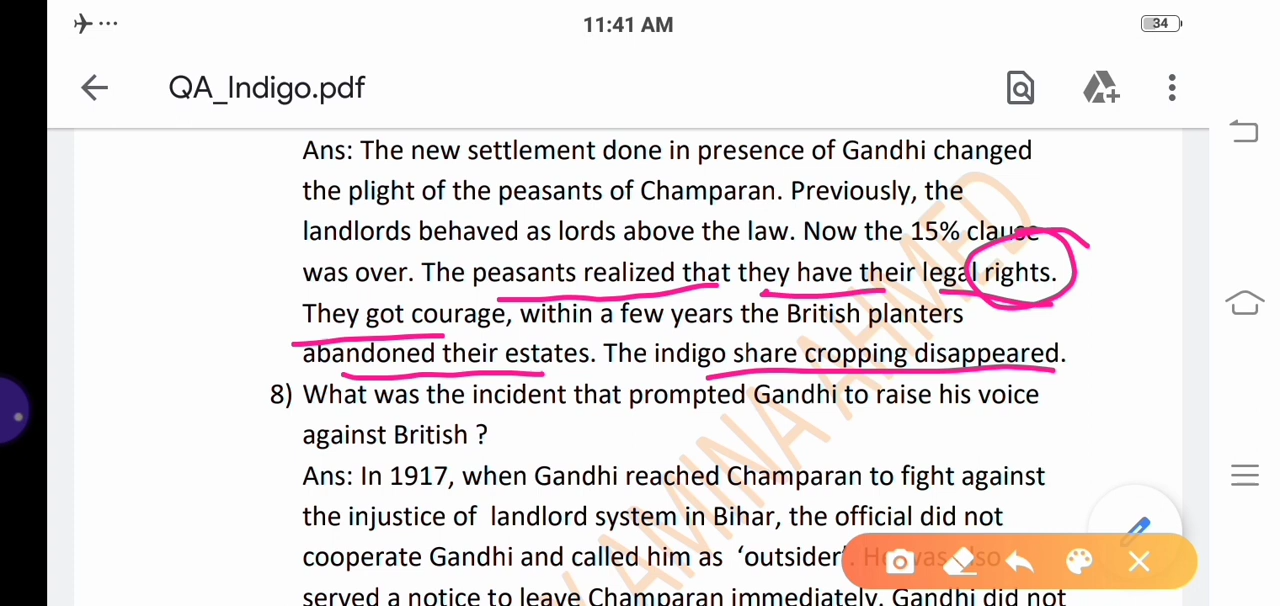 11:41 AM
34
QA_Indigo.pdf
Ans: The new settlement done in presence of Gandhi changed
the plight of the peasants of Champaran. Previously, the
landlords behaved as lords above the law. Now the 15% clause
was over. The peasants realized that they have their legal rights.
They got courage, within a few years the British planters
abandoned their estates. The indigo share cropping disappeared.
8) What was the incident that prompted Gandhi to raise his voice
against British ?
Ans: In 1917, when Gandhi reached Champaran to fight against
the injustice of landlord system in Bihar, the official did not
cooperate Gandhi and called him as ‘outsider’. He was also
served a notice to leave Champaran immediately. Gandhi did not
AMINA AHMED